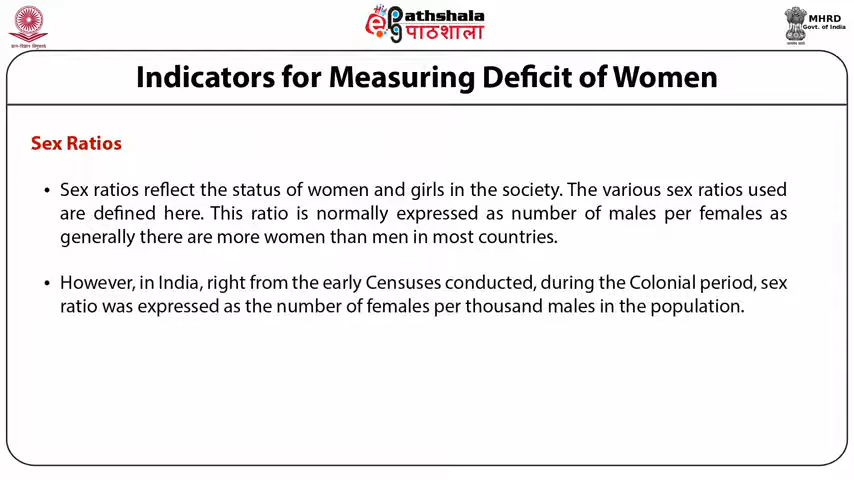 ePathshala
पाठशाला
MHRD
Govt. of India
Indicators for Measuring Deficit of Women
Sex Ratios
• Sex ratios reflect the status of women and girls in the society. The various sex ratios used
are defined here. This ratio is normally expressed as number of males per females as
generally there are more women than men in most countries.
• However, in India, right from the early Censuses conducted, during the Colonial period, sex
ratio was expressed as the number of females per thousand males in the population.